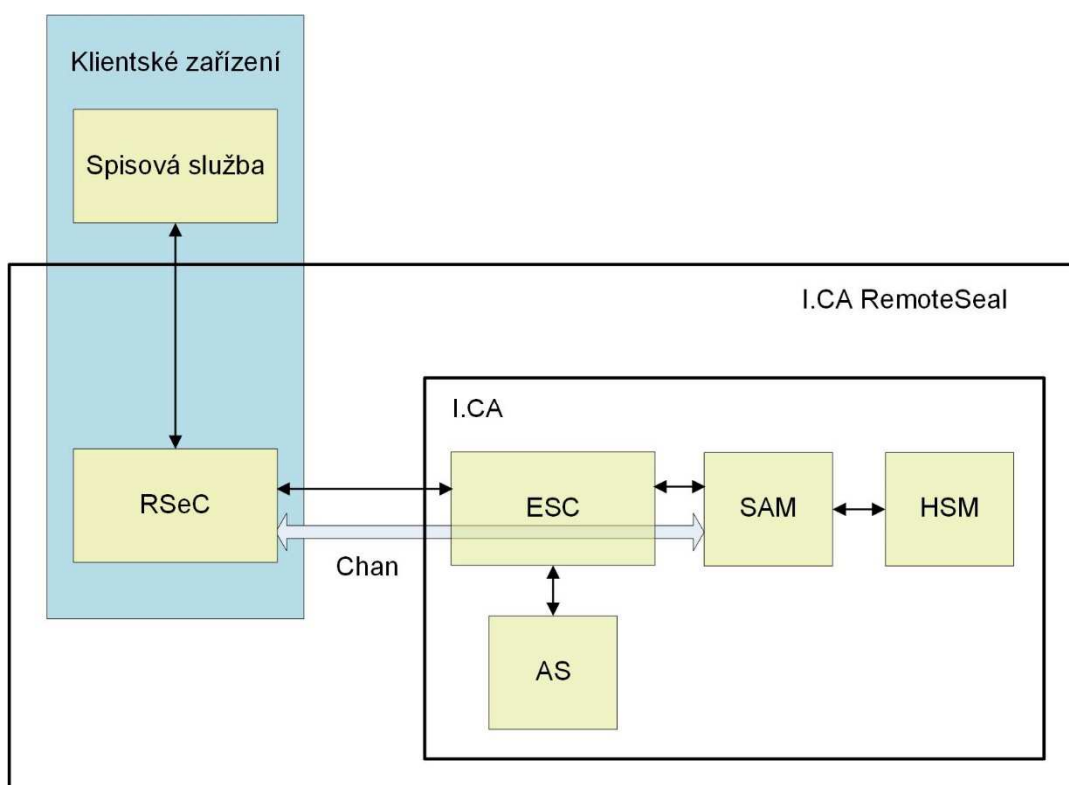 Klientské zařízení
Spisová služba
I.CA RemoteSeal
I.CA
RSeC
ESC
SAM
HSM
Chan
AS